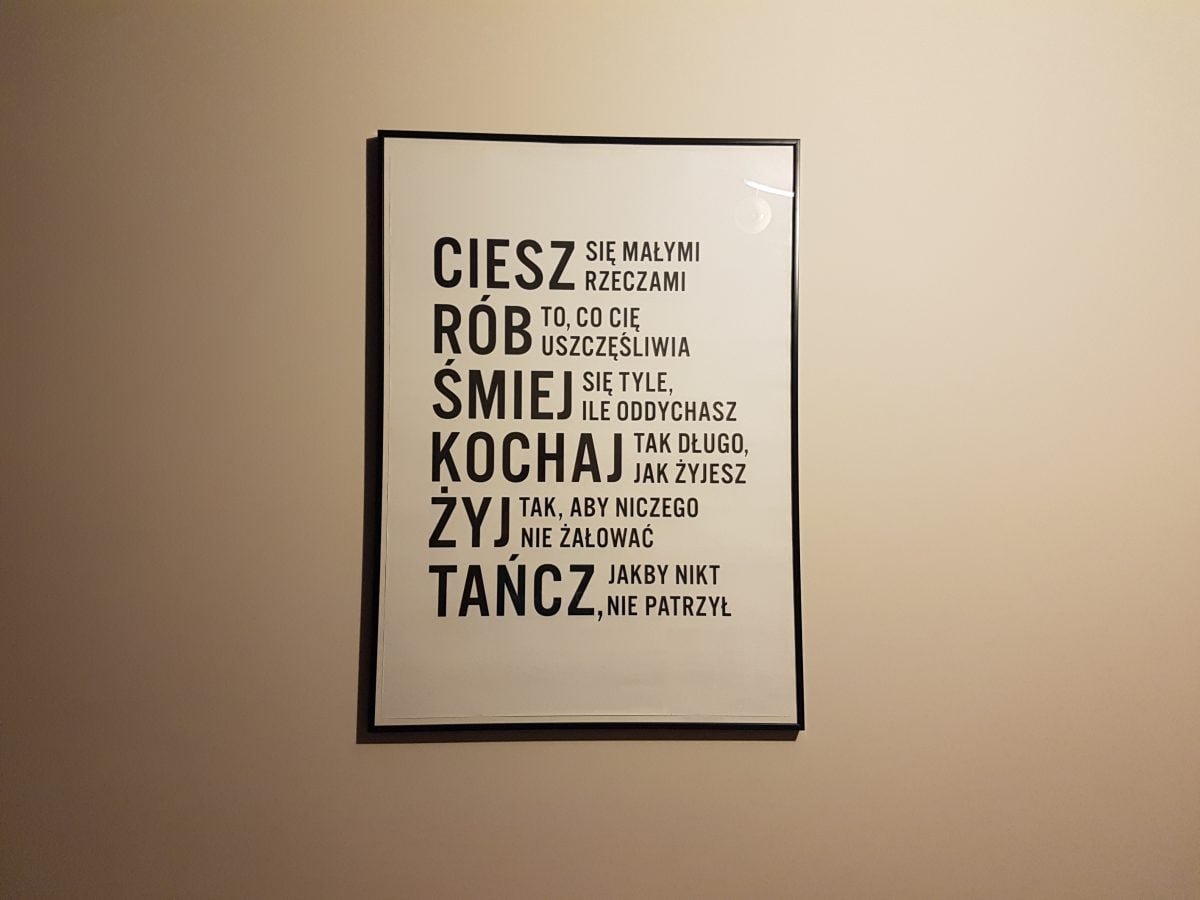 CIESZ SIĘ MAŁYMI
RZECZAMI
RÓB TO, CO CIĘ
USZCZĘŚLIWIA
ŚMIEJ SIĘ TYLE,
ILE ODDYCHASZ
KOCHAJ TAK DŁUGO,
JAK ŻYJESZ
ŻYJ TAK, ABY NICZEGO
NIE ŻAŁOWAĆ
TAŃCZ, JAKBY NIKT
NIE PATRZYŁ